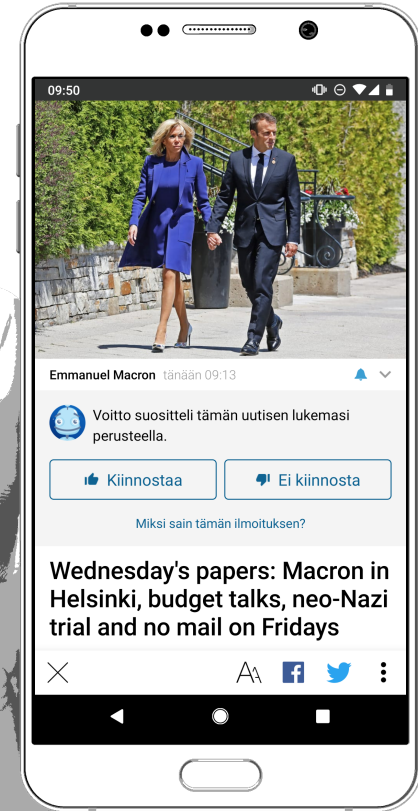 09:50
Emmanuel Macron tänään 09:13
Voitto suositteli tämän uutisen lukemasi
perusteella.
Kiinnostaa
Ei kiinnosta
Miksi sain tämän ilmoituksen?
Wednesday's papers: Macron in
Helsinki, budget talks, neo-Nazi
trial and no mail on Fridays
AA